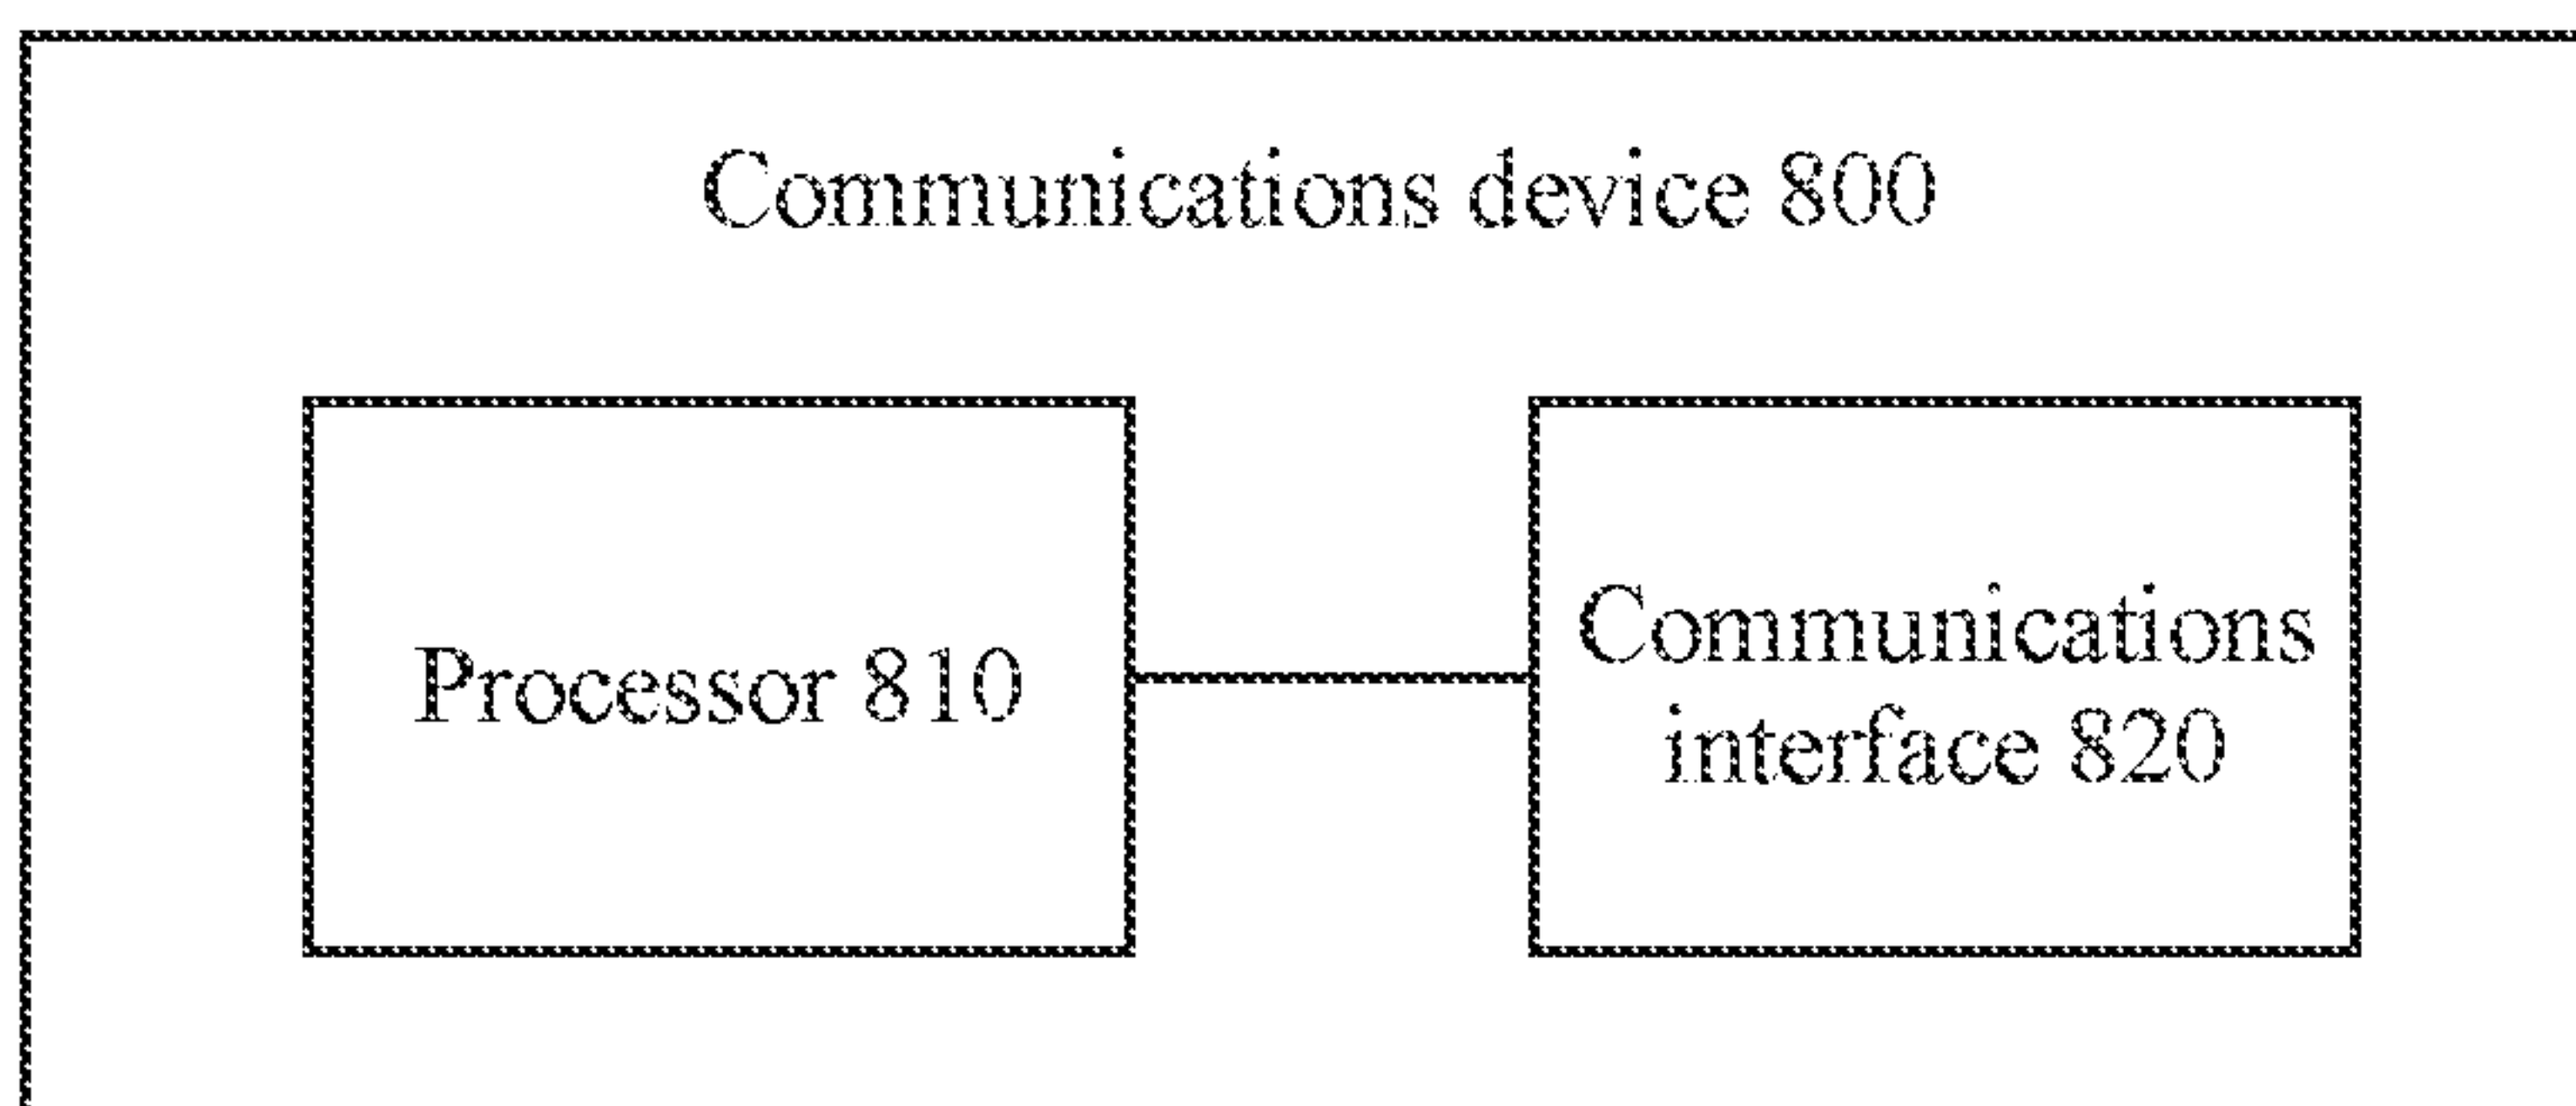 Communications device 800
Processor 810
Communications
interface 820